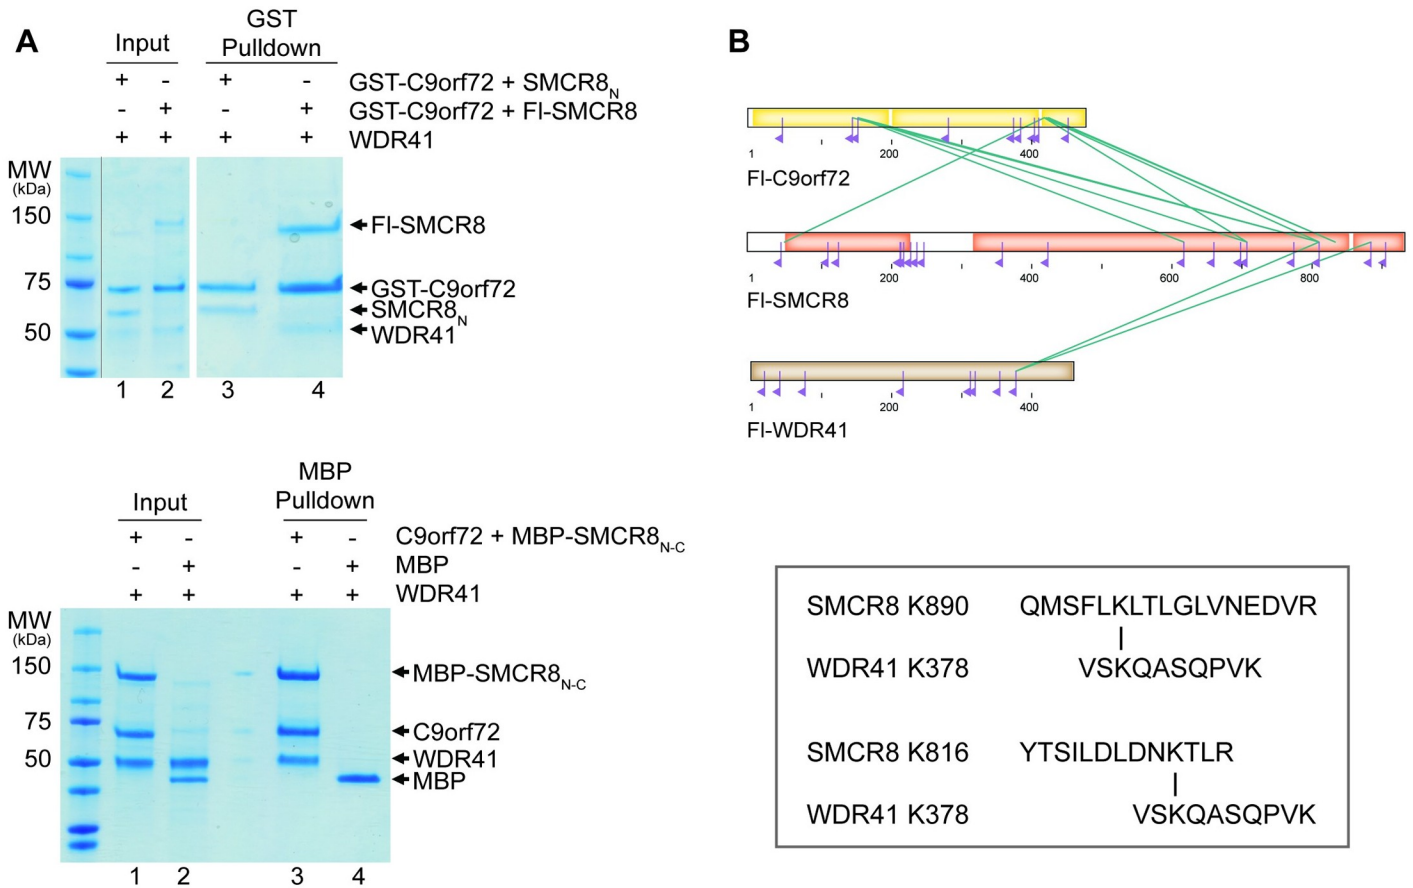 A
Input
GST
Pulldown
+ - + - GST-C9orf72 + SMCR8N
- + - + GST-C9orf72 + Fl-SMCR8
+ + + + WDR41
MW
(kDa)
150
75
50
Fl-SMCR8
GST-C9orf72
SMCR8N
WDR41
1 2 3 4
Input
MBP
Pulldown
+ - + - C9orf72 + MBP-SMCR8N-C
- + - + MBP
+ + + + WDR41
MW
(kDa)
150
75
50
MBP-SMCR8N-C
C9orf72
WDR41
MBP
1 2 3 4
B
1 200 400
Fl-C9orf72
1 200 400 600 800
Fl-SMCR8
1 200 400
Fl-WDR41
SMCR8 K890 QMSFLKLTLGLVNEDVR
WDR41 K378 VSKQASQPVK
SMCR8 K816 YTSILDLDNKTLR
WDR41 K378 VSKQASQPVK